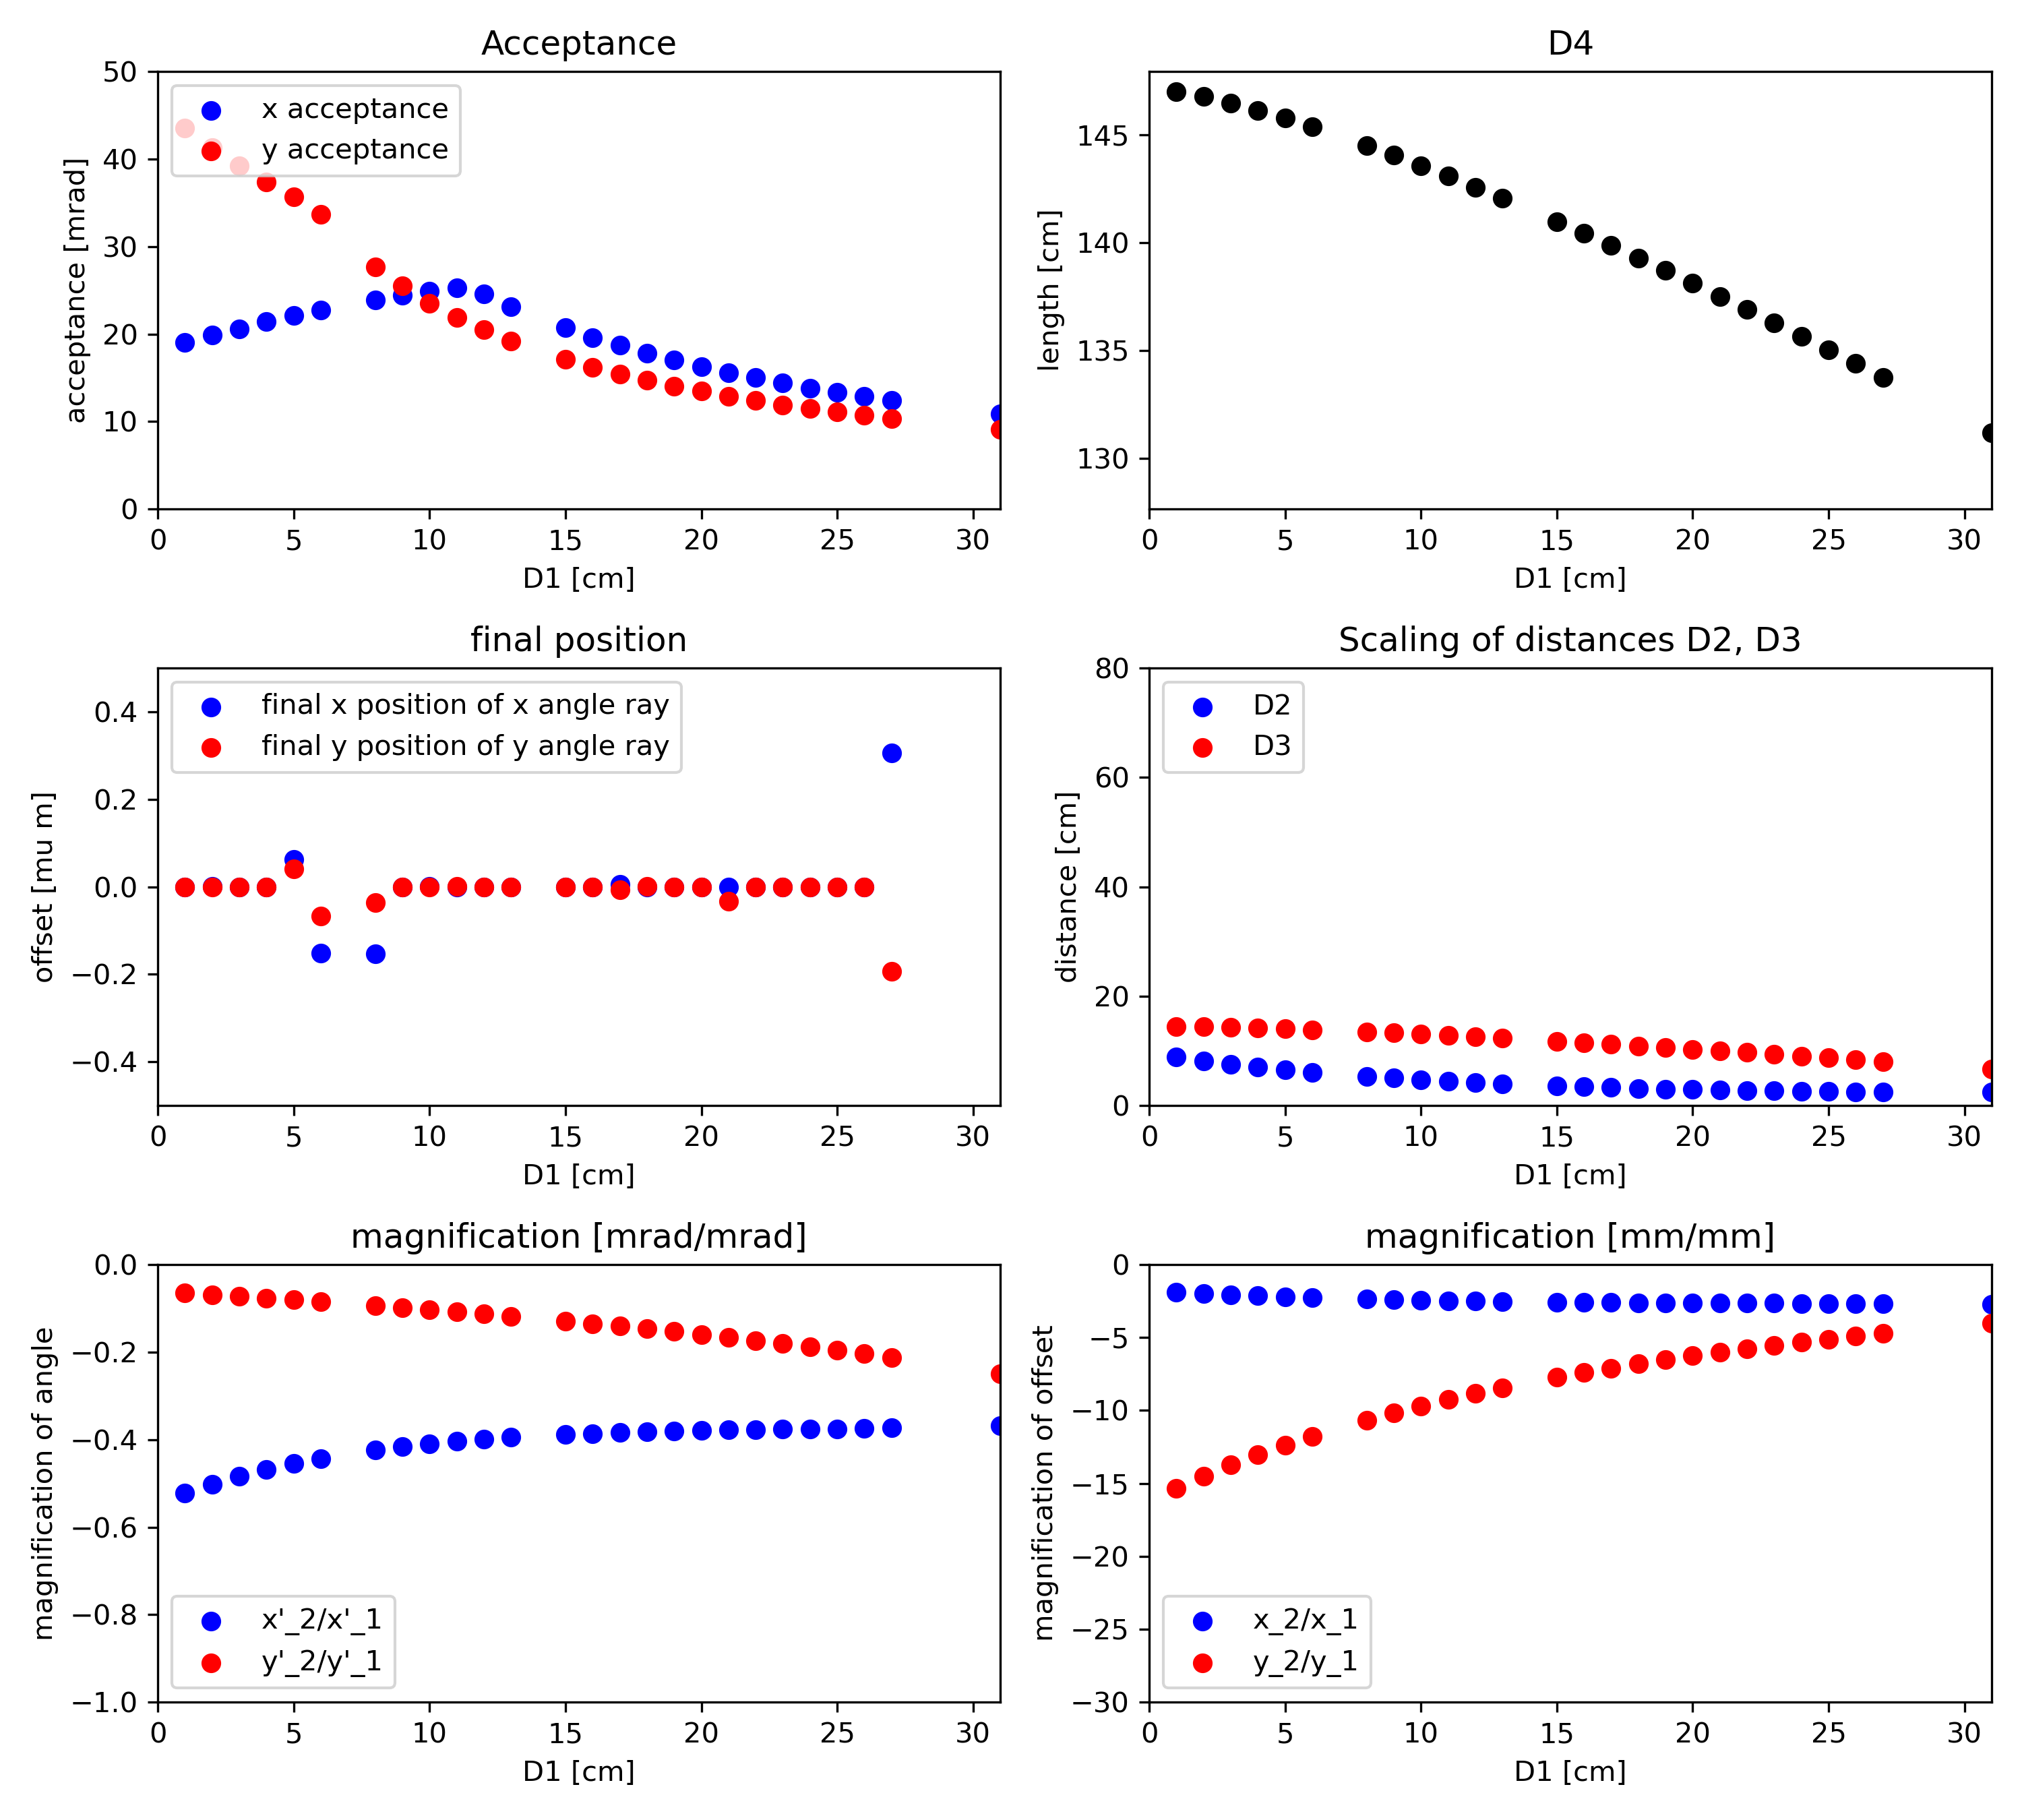 Acceptance
50
40
30
20
10
0
acceptance [mrad]
x acceptance
y acceptance
0 5 10 15 20 25 30
D1 [cm]
D4
145
140
135
130
length [cm]
0 5 10 15 20 25 30
D1 [cm]
final position
0.4
0.2
0.0
−0.2
−0.4
offset [mu m]
final x position of x angle ray
final y position of y angle ray
0 5 10 15 20 25 30
D1 [cm]
Scaling of distances D2, D3
80
60
40
20
0
distance [cm]
D2
D3
0 5 10 15 20 25 30
D1 [cm]
magnification [mrad/mrad]
0.0
−0.2
−0.4
−0.6
−0.8
−1.0
magnification of angle
x'_2/x'_1
y'_2/y'_1
0 5 10 15 20 25 30
D1 [cm]
magnification [mm/mm]
0
−5
−10
−15
−20
−25
−30
magnification of offset
x_2/x_1
y_2/y_1
0 5 10 15 20 25 30
D1 [cm]